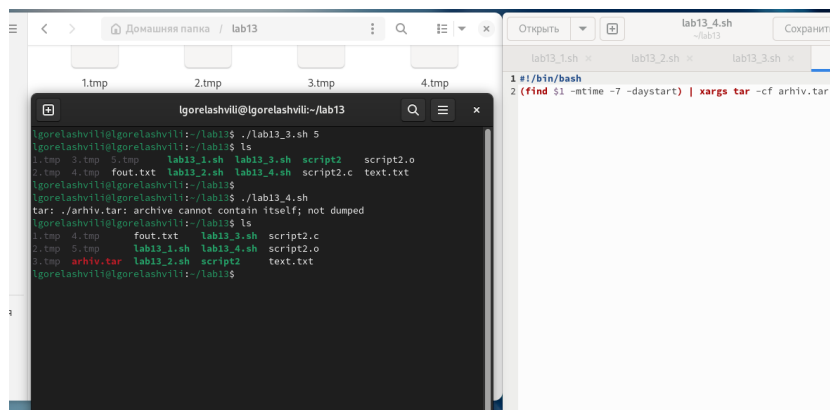 Домашняя папка / lab13
1.tmp 2.tmp 3.tmp 4.tmp
lgorelashvili@lgorelashvili:~/lab13
lgorelashvili@lgorelashvili:~/lab13$ ./lab13_3.sh 5
lgorelashvili@lgorelashvili:~/lab13$ ls
1.tmp 3.tmp 5.tmp lab13_1.sh lab13_3.sh script2 script2.o
2.tmp 4.tmp fout.txt lab13_2.sh lab13_4.sh script2.c text.txt
lgorelashvili@lgorelashvili:~/lab13$
lgorelashvili@lgorelashvili:~/lab13$ ./lab13_4.sh
tar: ./arhiv.tar: archive cannot contain itself; not dumped
lgorelashvili@lgorelashvili:~/lab13$ ls
1.tmp 4.tmp fout.txt lab13_3.sh script2.c
2.tmp 5.tmp lab13_1.sh lab13_4.sh script2.o
3.tmp arhiv.tar lab13_2.sh script2 text.txt
lgorelashvili@lgorelashvili:~/lab13$
я
Открыть lab13_4.sh Сохранит
~/lab13
lab13_1.sh × lab13_2.sh × lab13_3.sh ×
1 #!/bin/bash
2 (find $1 -mtime -7 -daystart) | xargs tar -cf arhiv.tar